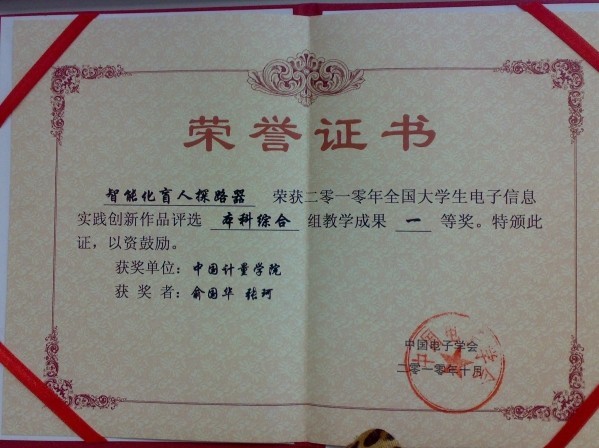 荣誉证书
智能化盲人探路器 荣获二零一零年全国大学生电子信息
实践创新作品评选 本科综合 组教学成果 一 等奖。特颁此
证，以资鼓励。
获奖单位：中国计量学院
获 奖 者：俞国华 张珂
中国电子学会
二零一零年十月